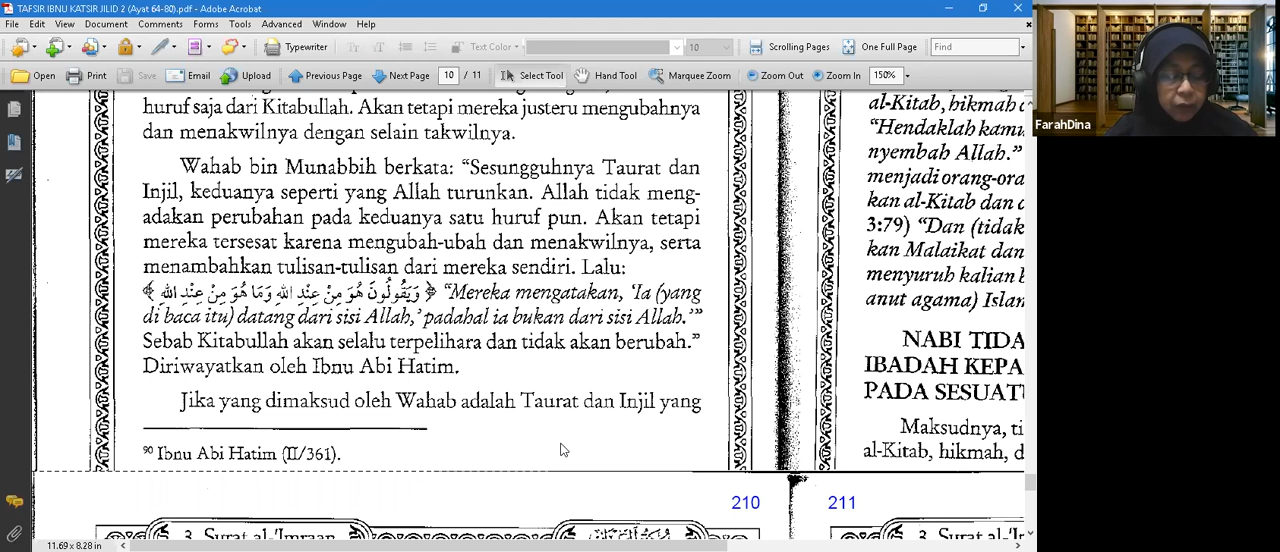 TAFSIR IBNU KATSIR JILID 2 (Ayat 64-80).pdf - Adobe Acrobat
File Edit View Document Comments Forms Tools Advanced Window Help
Typewriter Tr Tr Text Color 10 Scrolling Pages One Full Page Find
Open Print Save Email Upload Previous Page Next Page 10 / 11 Select Tool Hand Tool Marquee Zoom Zoom Out Zoom In 150%
FarahDina
huruf saja dari Kitabullah. Akan tetapi mereka justeru mengubahnya
dan menakwilnya dengan selain takwilnya.
Wahab bin Munabbih berkata: “Sesungguhnya Taurat dan
Injil, keduanya seperti yang Allah turunkan. Allah tidak meng-
adakan perubahan pada keduanya satu huruf pun. Akan tetapi
mereka tersesat karena mengubah-ubah dan menakwilnya, serta
menambahkan tulisan-tulisan dari mereka sendiri. Lalu:
﴿ وَيَقُولُونَ هُوَ مِنْ عِنْدِ اللهِ وَمَا هُوَ مِنْ عِنْدِ اللهِ ﴾ “Mereka mengatakan, ‘Ia (yang
di baca itu) datang dari sisi Allah,’ padahal ia bukan dari sisi Allah.’”
Sebab Kitabullah akan selalu terpelihara dan tidak akan berubah.”
Diriwayatkan oleh Ibnu Abi Hatim.
Jika yang dimaksud oleh Wahab adalah Taurat dan Injil yang
90 Ibnu Abi Hatim (II/361).
210
3. Surat al-'Imraan
al-Kitab, hikmah
“Hendaklah kamu
nyembah Allah.”
menjadi orang-ora
kan al-Kitab dan
3:79) “Dan (tidak
kan Malaikat dan
menyuruh kalian
anut agama) Islan
NABI TIDA
IBADAH KEPA
PADA SESUATU
Maksudnya, ti
al-Kitab, hikmah, d
211
3. Surat al-'I
11.69 x 8.28 in